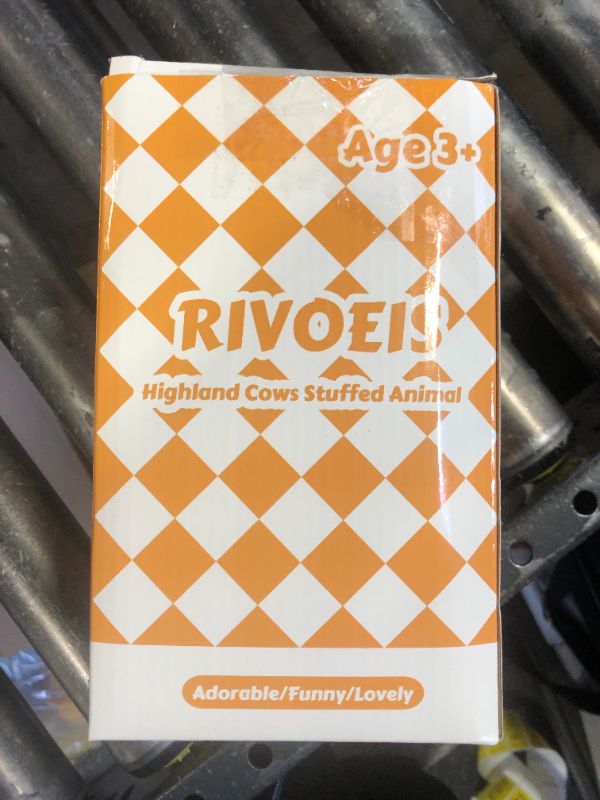 Age 3+
RIVOEIS
Highland Cows Stuffed Animal
Adorable/Funny/Lovely